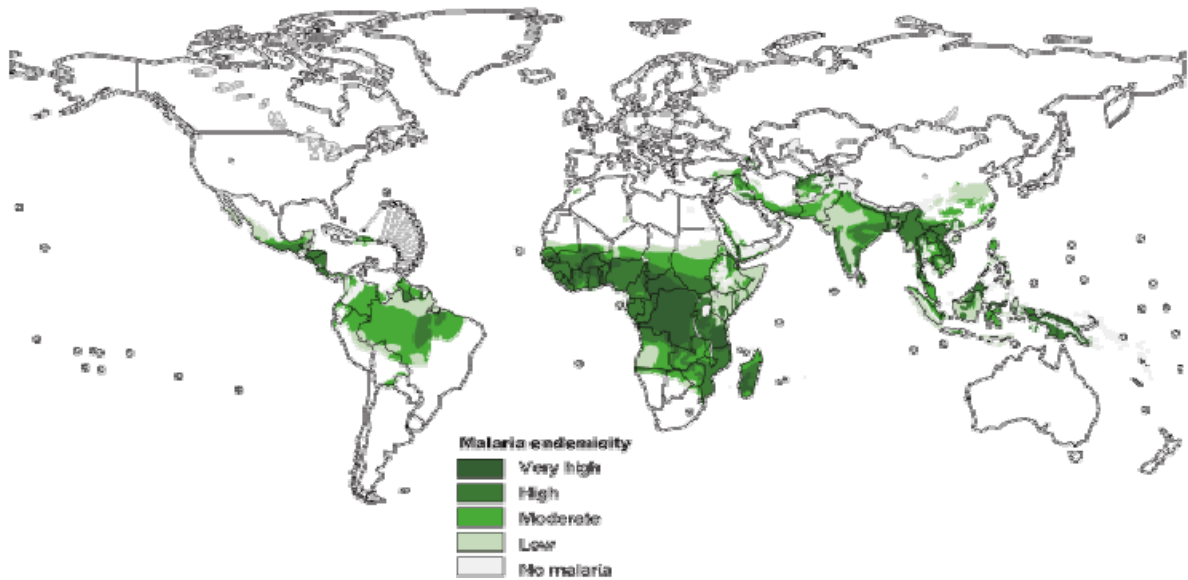 Malaria endemicity
Very high
High
Moderate
Low
No malaria